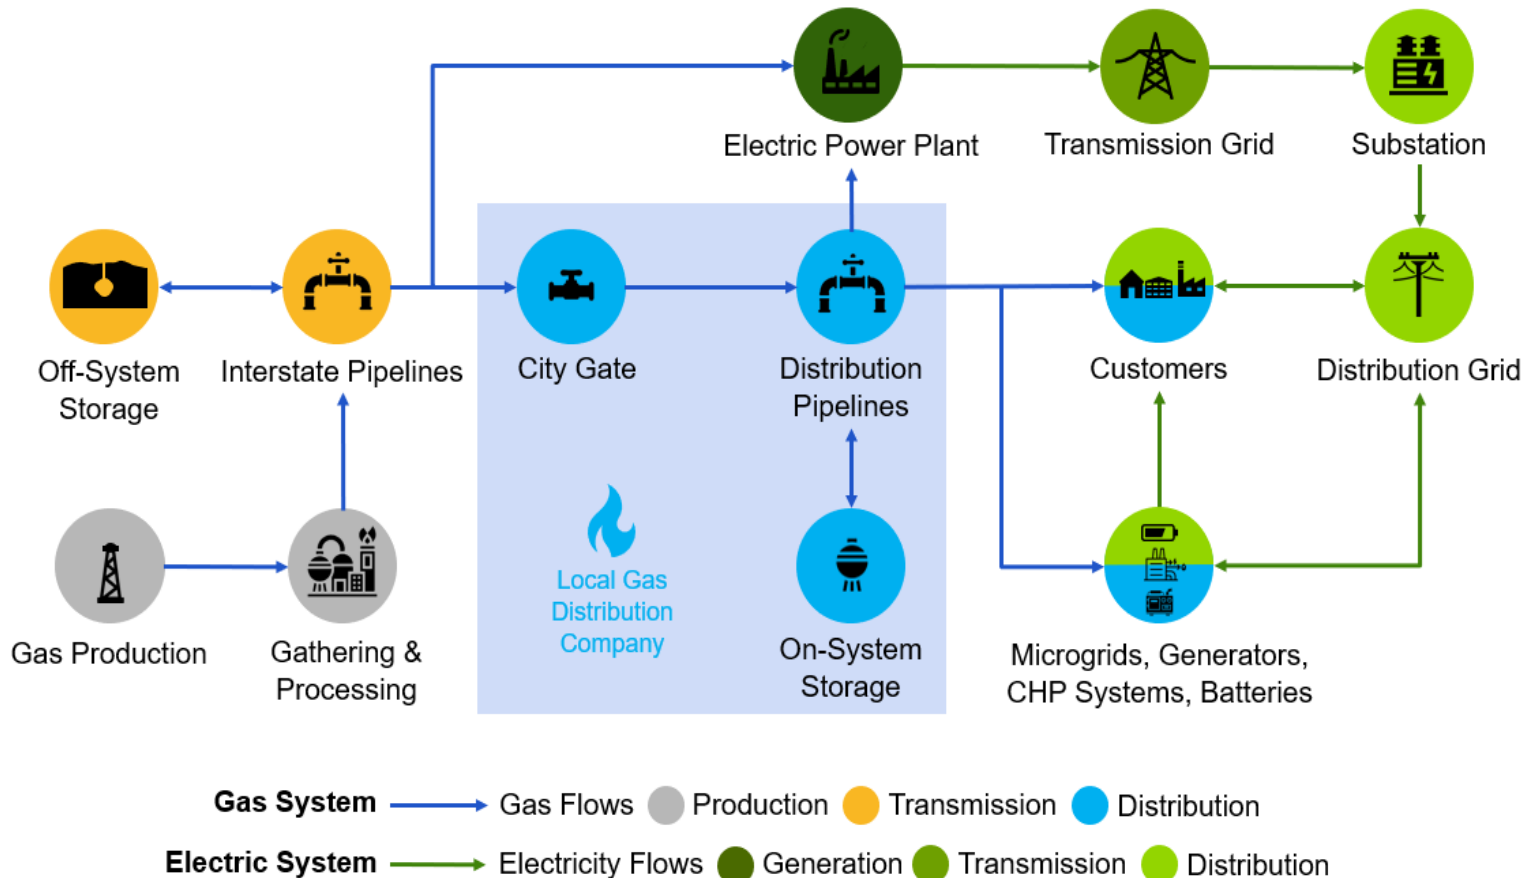 Electric Power Plant
Transmission Grid
Substation
Off-System
Storage
Interstate Pipelines
City Gate
Distribution
Pipelines
Customers
Distribution Grid
Gas Production
Gathering &
Processing
Local Gas
Distribution
Company
On-System
Storage
Microgrids, Generators,
CHP Systems, Batteries
Gas System Gas Flows Production Transmission Distribution
Electric System Electricity Flows Generation Transmission Distribution